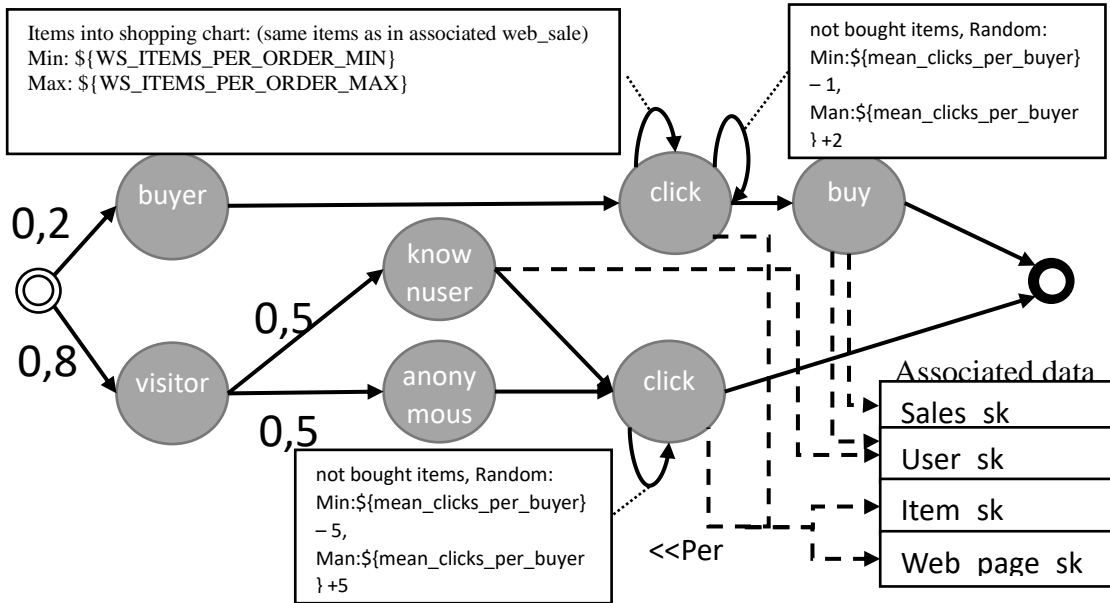 Items into shopping chart: (same items as in associated web_sale)
Min: ${WS_ITEMS_PER_ORDER_MIN}
Max: ${WS_ITEMS_PER_ORDER_MAX}
not bought items, Random:
Min:${mean_clicks_per_buyer}
– 1,
Man:${mean_clicks_per_buyer
} +2
buyer
click
buy
0,2
know
nuser
0,5
0,8
visitor
anony
mous
click
0,5
not bought items, Random:
Min:${mean_clicks_per_buyer}
– 5,
Man:${mean_clicks_per_buyer
} +5
<<Per
Associated data
Sales_sk
User_sk
Item_sk
Web_page_sk